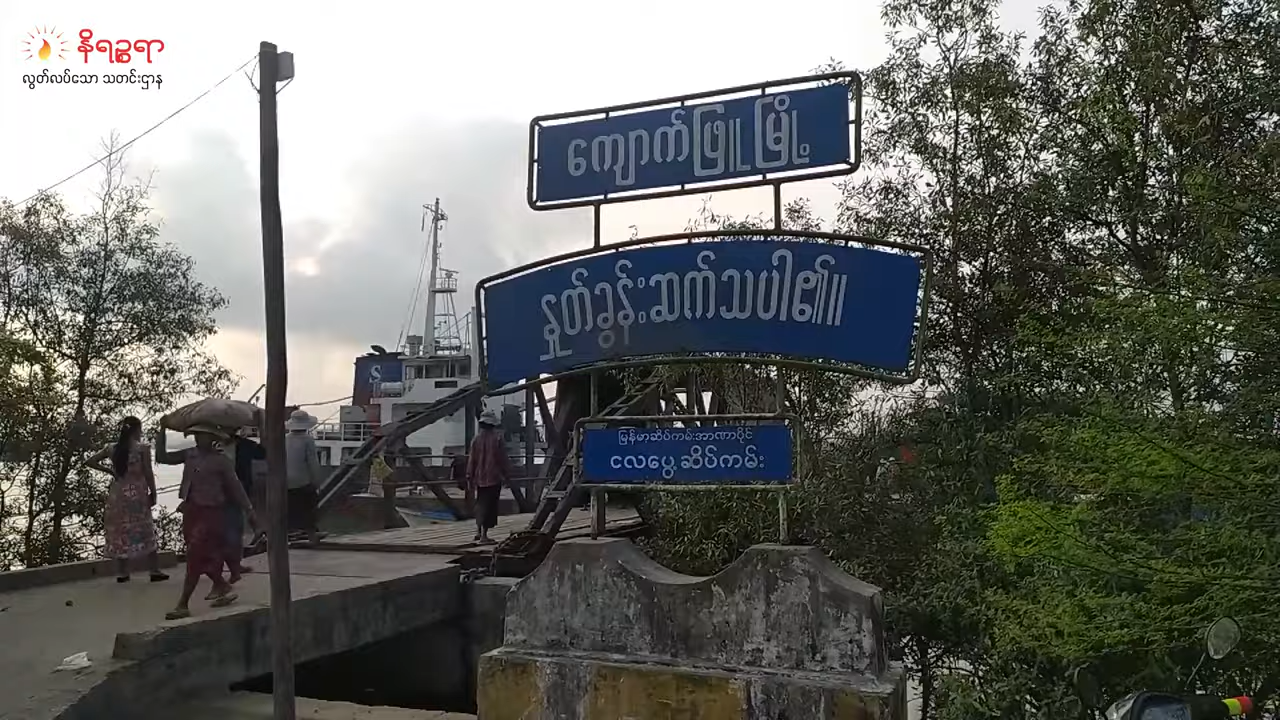 နိရဉ္စရာ
လွတ်လပ်သော သတင်းဌာန
ကျောက်ဖြူမြို့
နှုတ်ခွန်းဆက်သပါ၏။
မြန်မာ့ဆိပ်ကမ်းအာဏာပိုင်
ငလပွေ့ဆိပ်ကမ်း
S